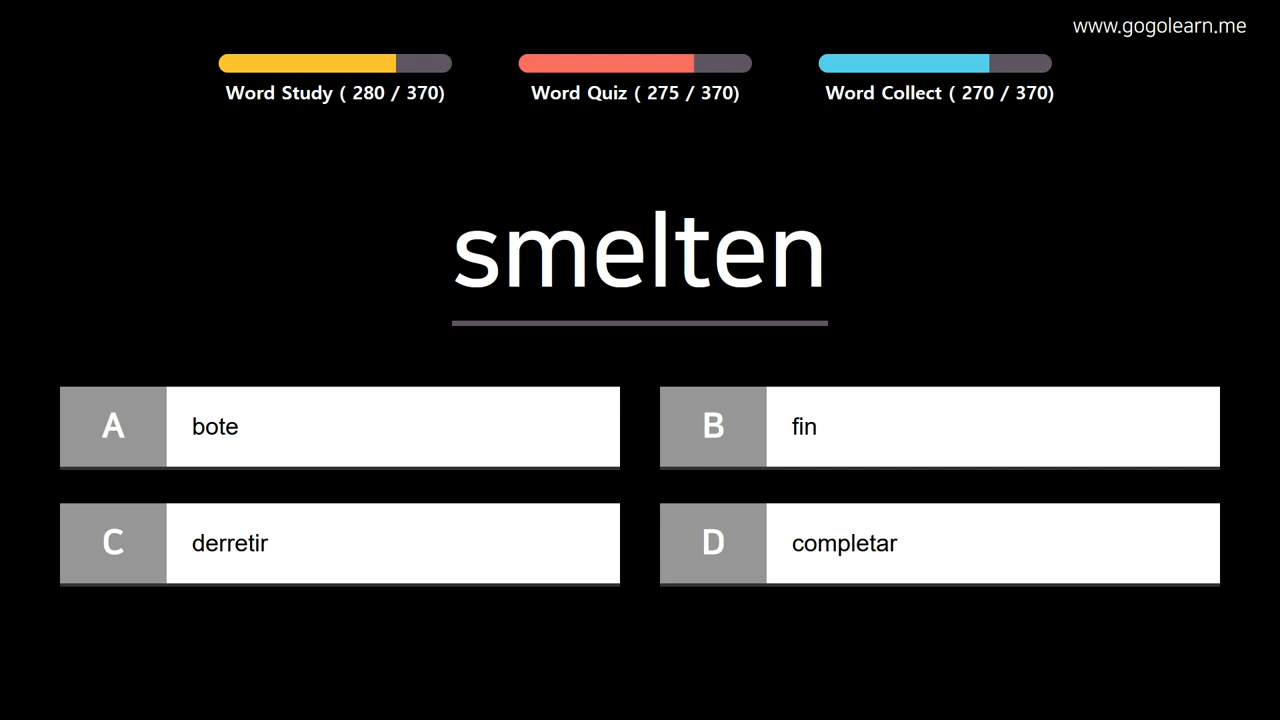 www.gogolearn.me
Word Study ( 280 / 370)
Word Quiz ( 275 / 370)
Word Collect ( 270 / 370)
smelten
A bote
B fin
C derretir
D completar